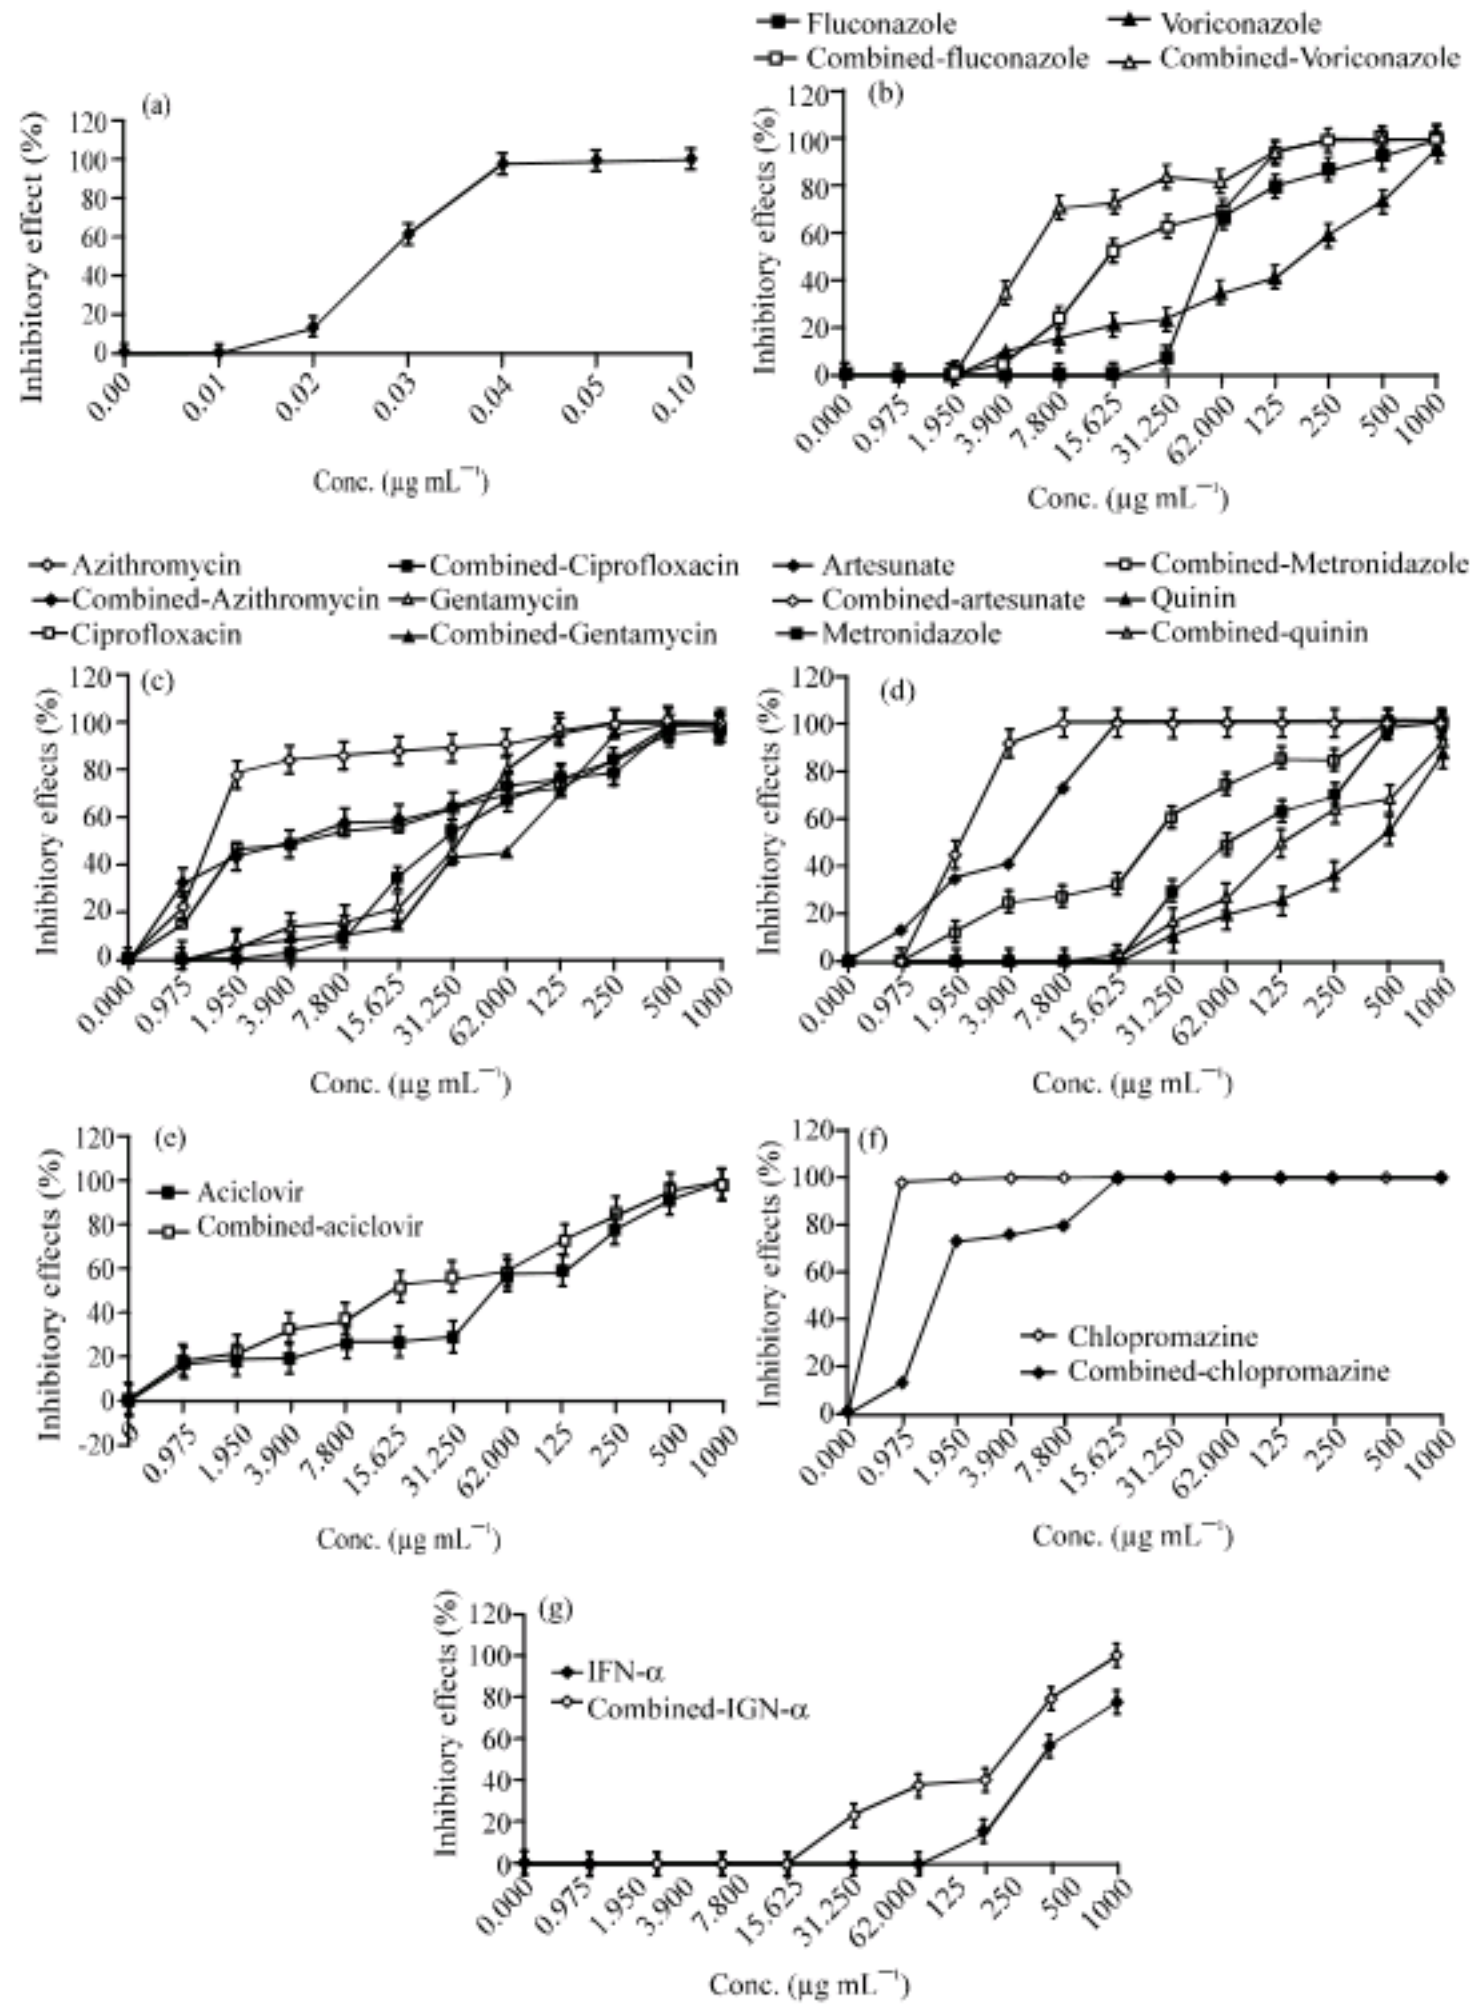 (a)
120
100
80
60
40
20
0
Inhibitory effect (%)
0.00 0.01 0.02 0.03 0.04 0.05 0.10
Conc. (µg mL⁻¹)
Fluconazole Voriconazole
Combined-fluconazole Combined-Voriconazole
(b)
120
100
80
60
40
20
0
Inhibitory effects (%)
0.000 0.975 1.950 3.900 7.800 15.625 31.250 62.000 125 250 500 1000
Conc. (µg mL⁻¹)
Azithromycin Combined-Ciprofloxacin
Combined-Azithromycin Gentamycin
Ciprofloxacin Combined-Gentamycin
(c)
120
100
80
60
40
20
0
Inhibitory effects (%)
0.000 0.975 1.950 3.900 7.800 15.625 31.250 62.000 125 250 500 1000
Conc. (µg mL⁻¹)
Artesunate Combined-Metronidazole
Combined-artesunate Quinin
Metronidazole Combined-quinin
(d)
120
100
80
60
40
20
0
Inhibitory effects (%)
0.000 0.975 1.950 3.900 7.800 15.625 31.250 62.000 125 250 500 1000
Conc. (µg mL⁻¹)
(e)
120
100
80
60
40
20
0
-20
Inhibitory effects (%)
Aciclovir
Combined-aciclovir
0 0.975 1.950 3.900 7.800 15.625 31.250 62.000 125 250 500 1000
Conc. (µg mL⁻¹)
(f)
120
100
80
60
40
20
0
Inhibitory effects (%)
Chlopromazine
Combined-chlopromazine
0.000 0.975 1.950 3.900 7.800 15.625 31.250 62.000 125 250 500 1000
Conc. (µg mL⁻¹)
(g)
120
100
80
60
40
20
0
Inhibitory effects (%)
IFN-α
Combined-IGN-α
0.000 0.975 1.950 3.900 7.800 15.625 31.250 62.000 125 250 500 1000
Conc. (µg mL⁻¹)